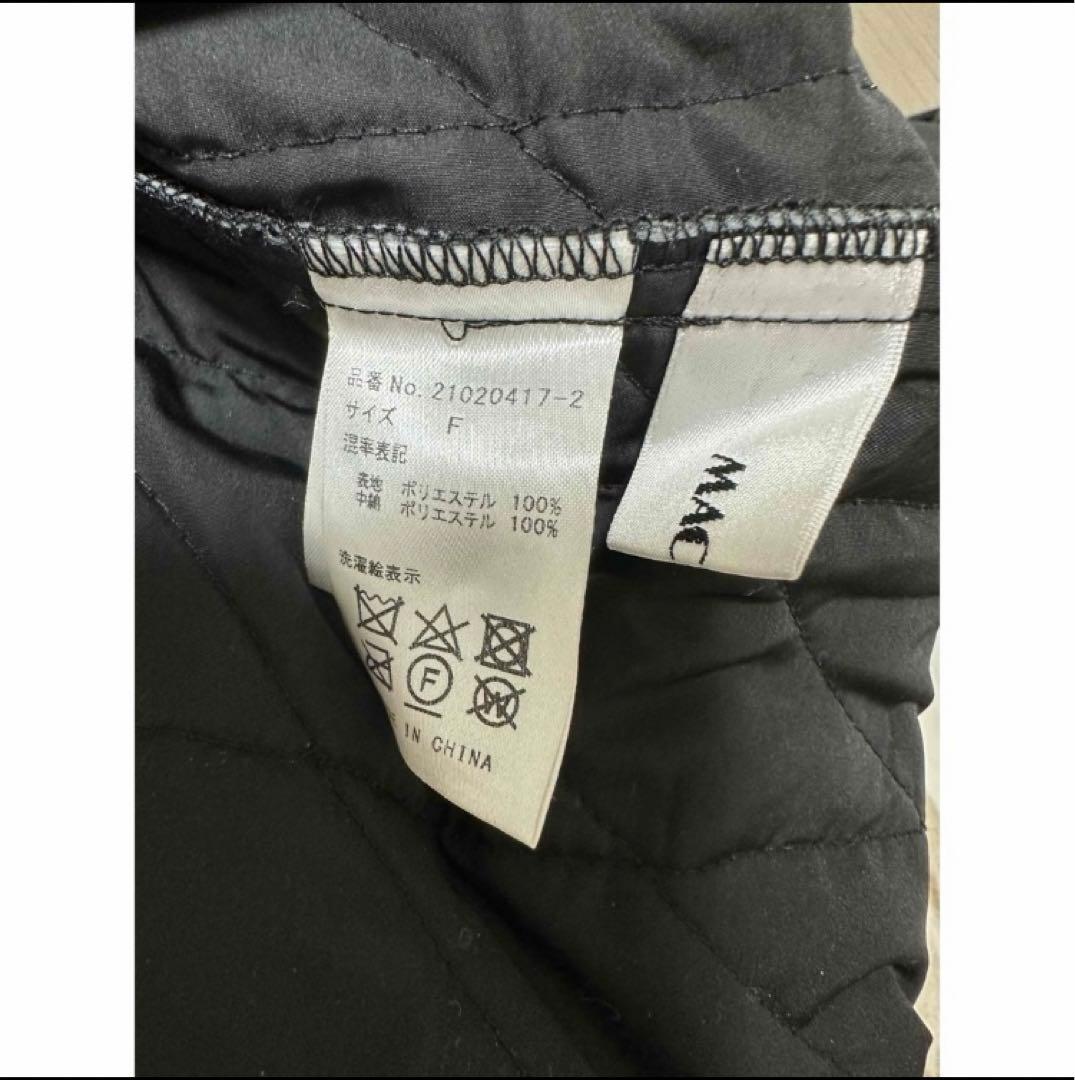 品番 No. 21020417-2
サイズ F
混率表記
表地 ポリエステル 100%
中綿 ポリエステル 100%
洗濯絵表示
F
W
IN CHINA
MAC